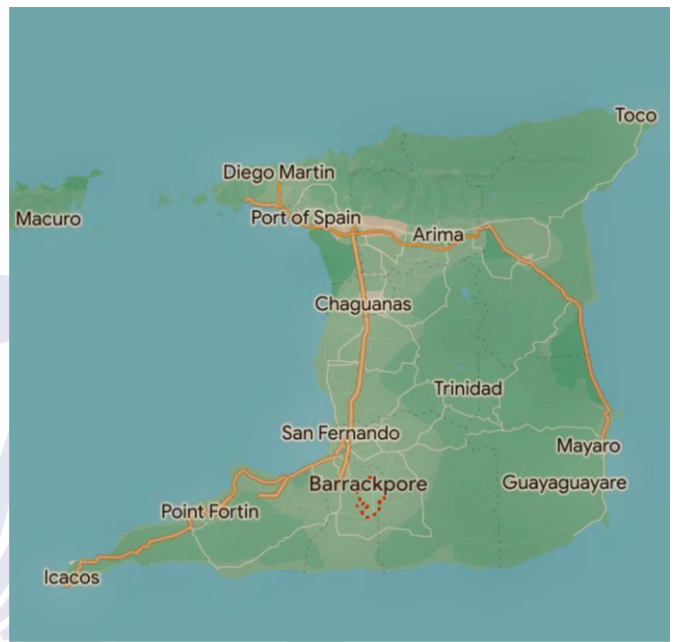 Toco
Diego Martin
Macuro
Port of Spain
Arima
Chaguanas
Trinidad
San Fernando
Mayaro
Barrackpore
Guayaguayare
Point Fortin
Icacos